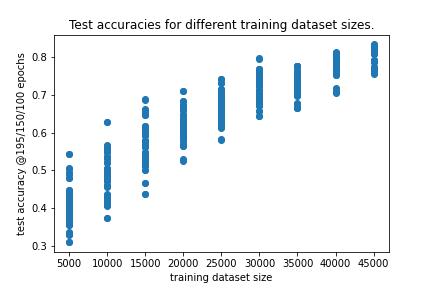 Test accuracies for different training dataset sizes.
test accuracy @195/150/100 epochs
0.8
0.7
0.6
0.5
0.4
0.3
5000 10000 15000 20000 25000 30000 35000 40000 45000
training dataset size